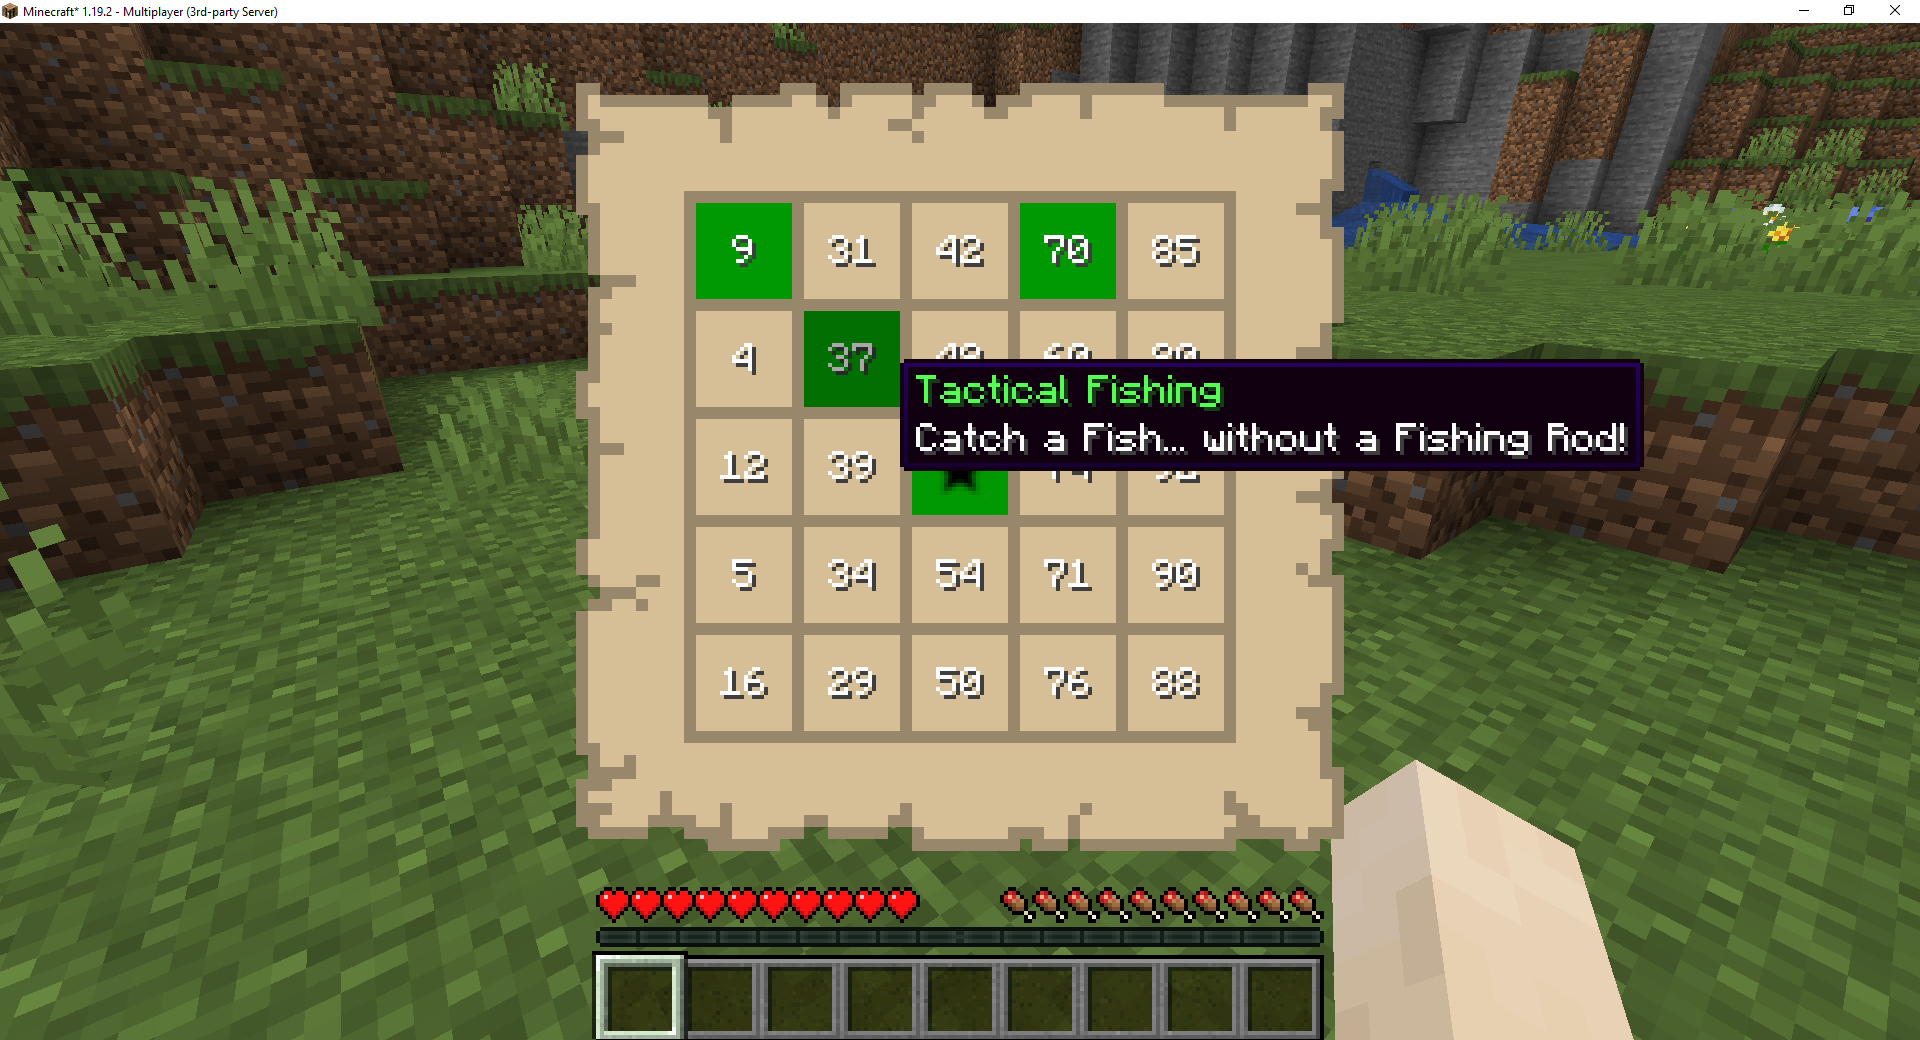 Minecraft* 1.19.2 - Multiplayer (3rd-party Server)
9 31 42 70 85
4 37
Tactical Fishing
Catch a Fish... without a Fishing Rod!
12 39
5 34 54 71 90
16 29 50 76 88